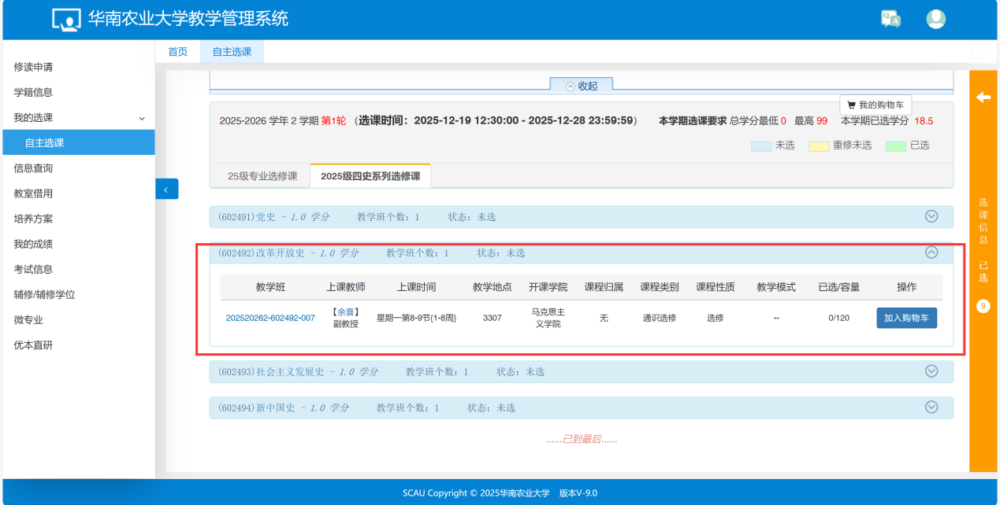 华南农业大学教学管理系统
首页 自主选课
修读申请
学籍信息
我的选课
自主选课
信息查询
教室借用
培养方案
我的成绩
考试信息
辅修/辅修学位
微专业
优本直研
收起
我的购物车
2025-2026 学年 2 学期 第1轮 （选课时间：2025-12-19 12:30:00 - 2025-12-28 23:59:59） 本学期选课要求 总学分最低 0 最高 99 本学期已选学分 18.5
未选 重修未选 已选
25级专业选修课 2025级四史系列选修课
(602491)党史 - 1.0 学分 教学班个数：1 状态：未选
(602492)改革开放史 - 1.0 学分 教学班个数：1 状态：未选
教学班 上课教师 上课时间 教学地点 开课学院 课程归属 课程类别 课程性质 教学模式 已选/容量 操作
202520262-602492-007 【余喜】 副教授 星期一第8-9节{1-8周} 3307 马克思主义学院 无 通识选修 选修 -- 0/120 加入购物车
(602493)社会主义发展史 - 1.0 学分 教学班个数：1 状态：未选
(602494)新中国史 - 1.0 学分 教学班个数：1 状态：未选
......已到最后......
选课信息
已选
9
SCAU Copyright © 2025华南农业大学 版本V-9.0